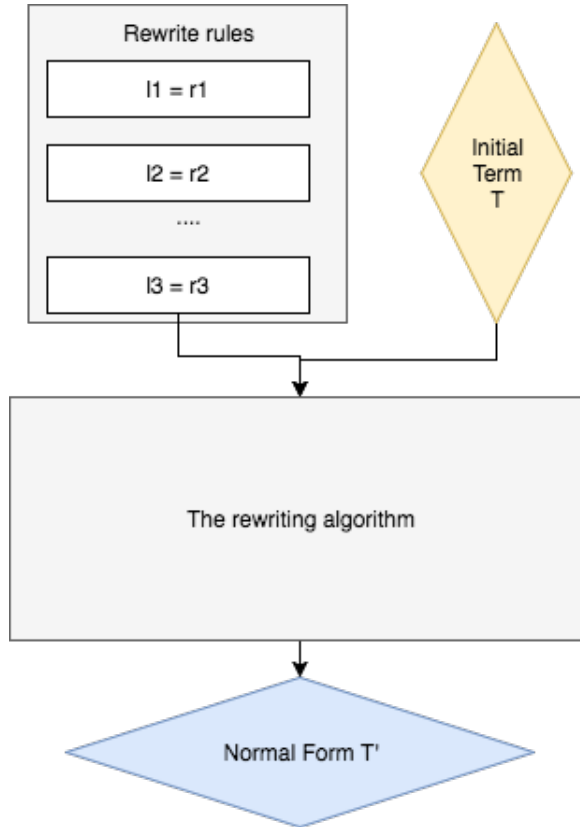 Rewrite rules
l1 = r1
l2 = r2
....
l3 = r3
Initial
Term
T
The rewriting algorithm
Normal Form T'